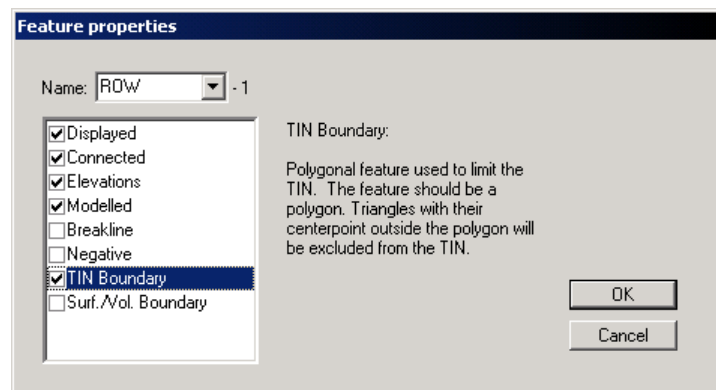 Feature properties
Name: ROW - 1
Displayed
Connected
Elevations
Modelled
Breakline
Negative
TIN Boundary
Surf./Vol. Boundary
TIN Boundary:
Polygonal feature used to limit the
TIN. The feature should be a
polygon. Triangles with their
centerpoint outside the polygon will
be excluded from the TIN.
OK
Cancel